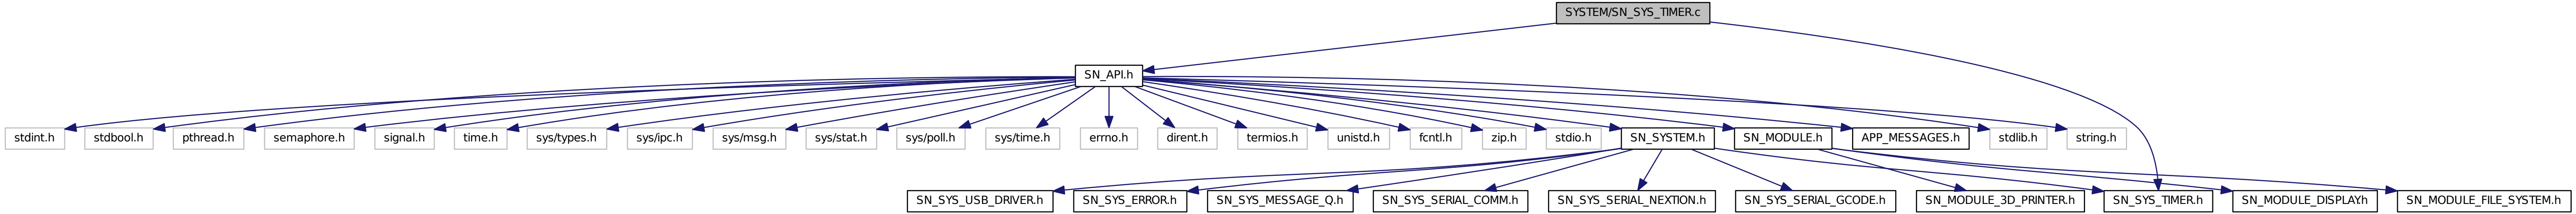 SYSTEM/SN_SYS_TIMER.c
SN_API.h
stdint.h
stdbool.h
pthread.h
semaphore.h
signal.h
time.h
sys/types.h
sys/ipc.h
sys/msg.h
sys/stat.h
sys/poll.h
sys/time.h
errno.h
dirent.h
termios.h
unistd.h
fcntl.h
zip.h
stdio.h
SN_SYSTEM.h
SN_MODULE.h
APP_MESSAGES.h
stdlib.h
string.h
SN_SYS_USB_DRIVER.h
SN_SYS_ERROR.h
SN_SYS_MESSAGE_Q.h
SN_SYS_SERIAL_COMM.h
SN_SYS_SERIAL_NEXTION.h
SN_SYS_SERIAL_GCODE.h
SN_MODULE_3D_PRINTER.h
SN_SYS_TIMER.h
SN_MODULE_DISPLAY.h
SN_MODULE_FILE_SYSTEM.h